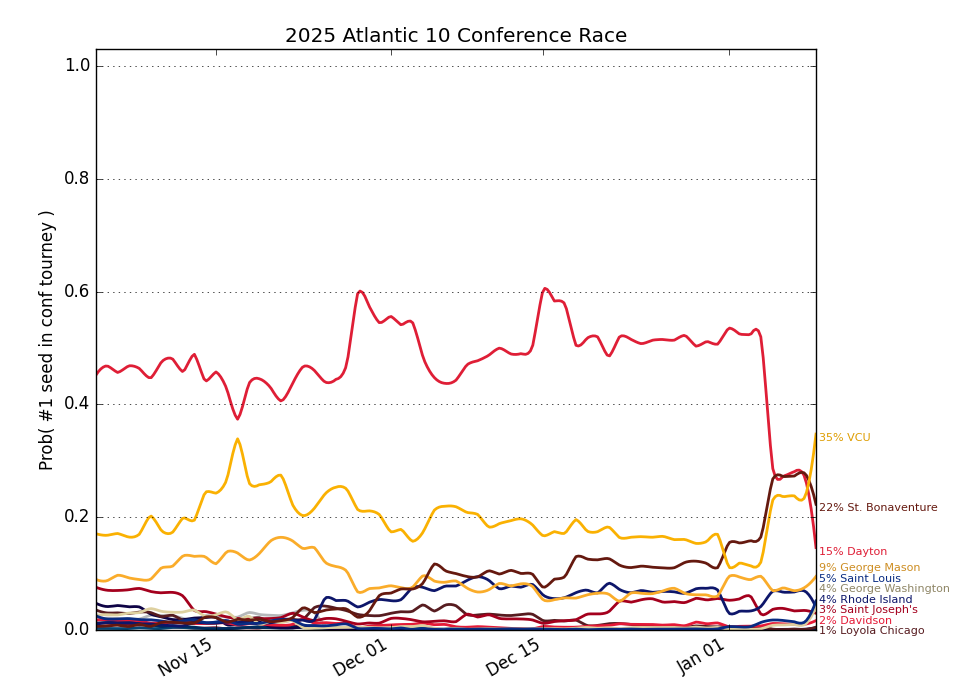 2025 Atlantic 10 Conference Race
Prob( #1 seed in conf tourney )
1.0
0.8
0.6
0.4
0.2
0.0
Nov 15
Dec 01
Dec 15
Jan 01
35% VCU
22% St. Bonaventure
15% Dayton
9% George Mason
5% Saint Louis
4% George Washington
4% Rhode Island
3% Saint Joseph's
2% Davidson
1% Loyola Chicago